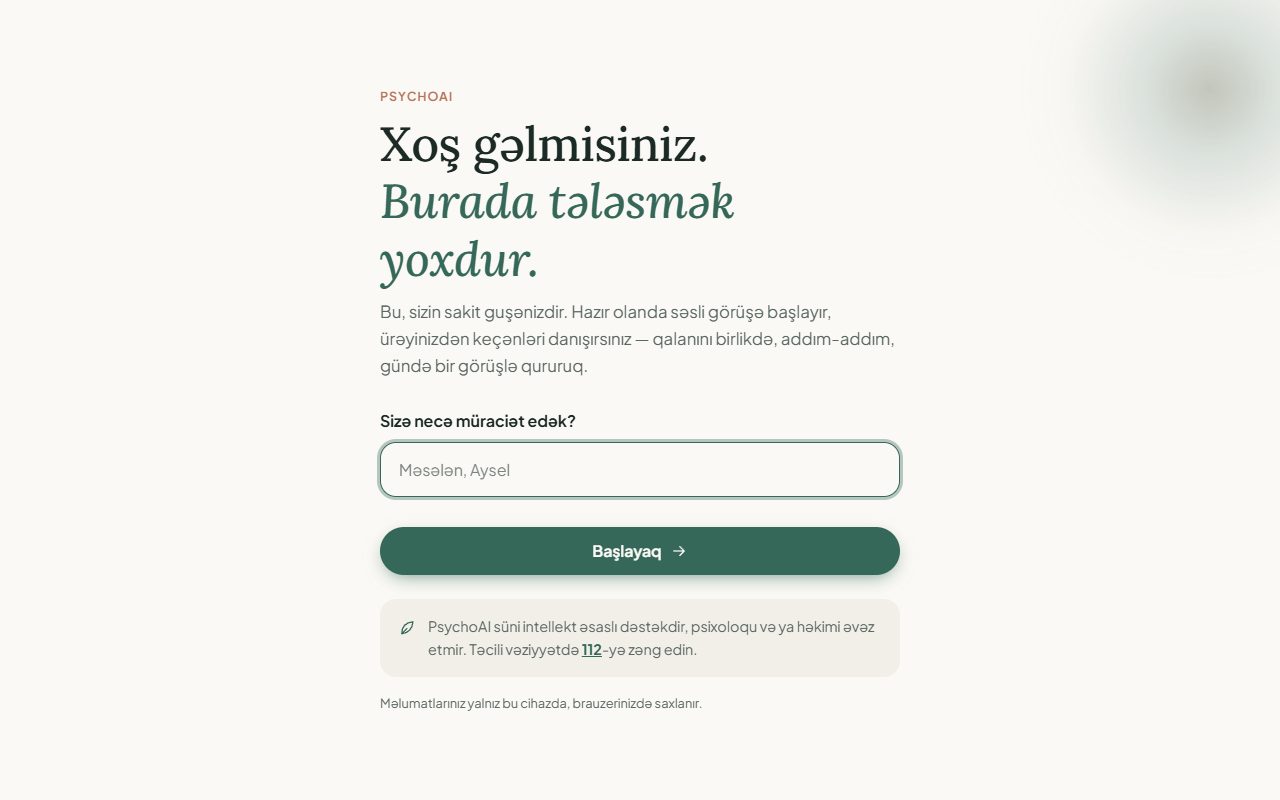 PSYCHOAI
Xoş gəlmisiniz.
Burada tələsmək
yoxdur.
Bu, sizin sakit guşənizdir. Hazır olanda səsli görüşə başlayır,
ürəyinizdən keçənləri danışırsınız — qalanını birlikdə, addım-addım,
gündə bir görüşlə qururuq.
Sizə necə müraciət edək?
Məsələn, Aysel
Başlayaq →
PsychoAI süni intellekt əsaslı dəstəkdir, psixoloqu və ya həkimi əvəz
etmir. Təcili vəziyyətdə 112-yə zəng edin.
Məlumatlarınız yalnız bu cihazda, brauzerinizdə saxlanır.